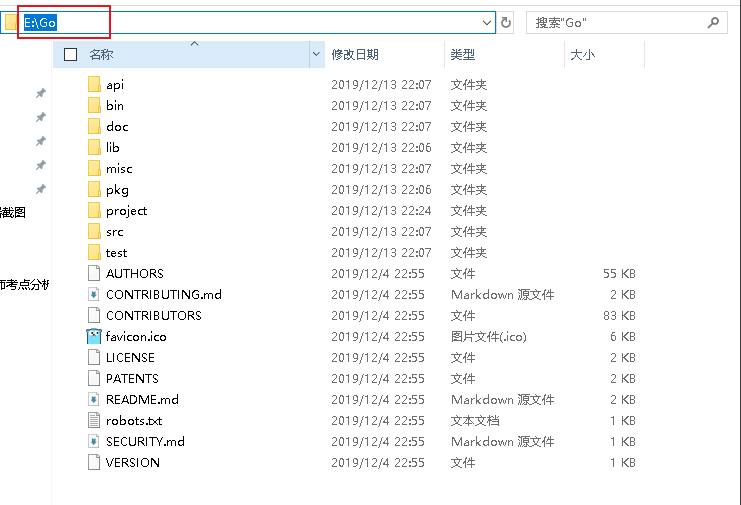 E:\Go
搜索"Go"
名称 修改日期 类型 大小
api 2019/12/13 22:07 文件夹
bin 2019/12/13 22:07 文件夹
doc 2019/12/13 22:07 文件夹
lib 2019/12/13 22:06 文件夹
misc 2019/12/13 22:07 文件夹
pkg 2019/12/13 22:06 文件夹
project 2019/12/13 22:24 文件夹
截图
src 2019/12/13 22:07 文件夹
test 2019/12/13 22:07 文件夹
AUTHORS 2019/12/4 22:55 文件 55 KB
师考点分析
CONTRIBUTING.md 2019/12/4 22:55 Markdown 源文件 2 KB
CONTRIBUTORS 2019/12/4 22:55 文件 83 KB
favicon.ico 2019/12/4 22:55 图片文件(.ico) 6 KB
LICENSE 2019/12/4 22:55 文件 2 KB
PATENTS 2019/12/4 22:55 文件 2 KB
README.md 2019/12/4 22:55 Markdown 源文件 2 KB
robots.txt 2019/12/4 22:55 文本文档 1 KB
SECURITY.md 2019/12/4 22:55 Markdown 源文件 1 KB
VERSION 2019/12/4 22:55 文件 1 KB